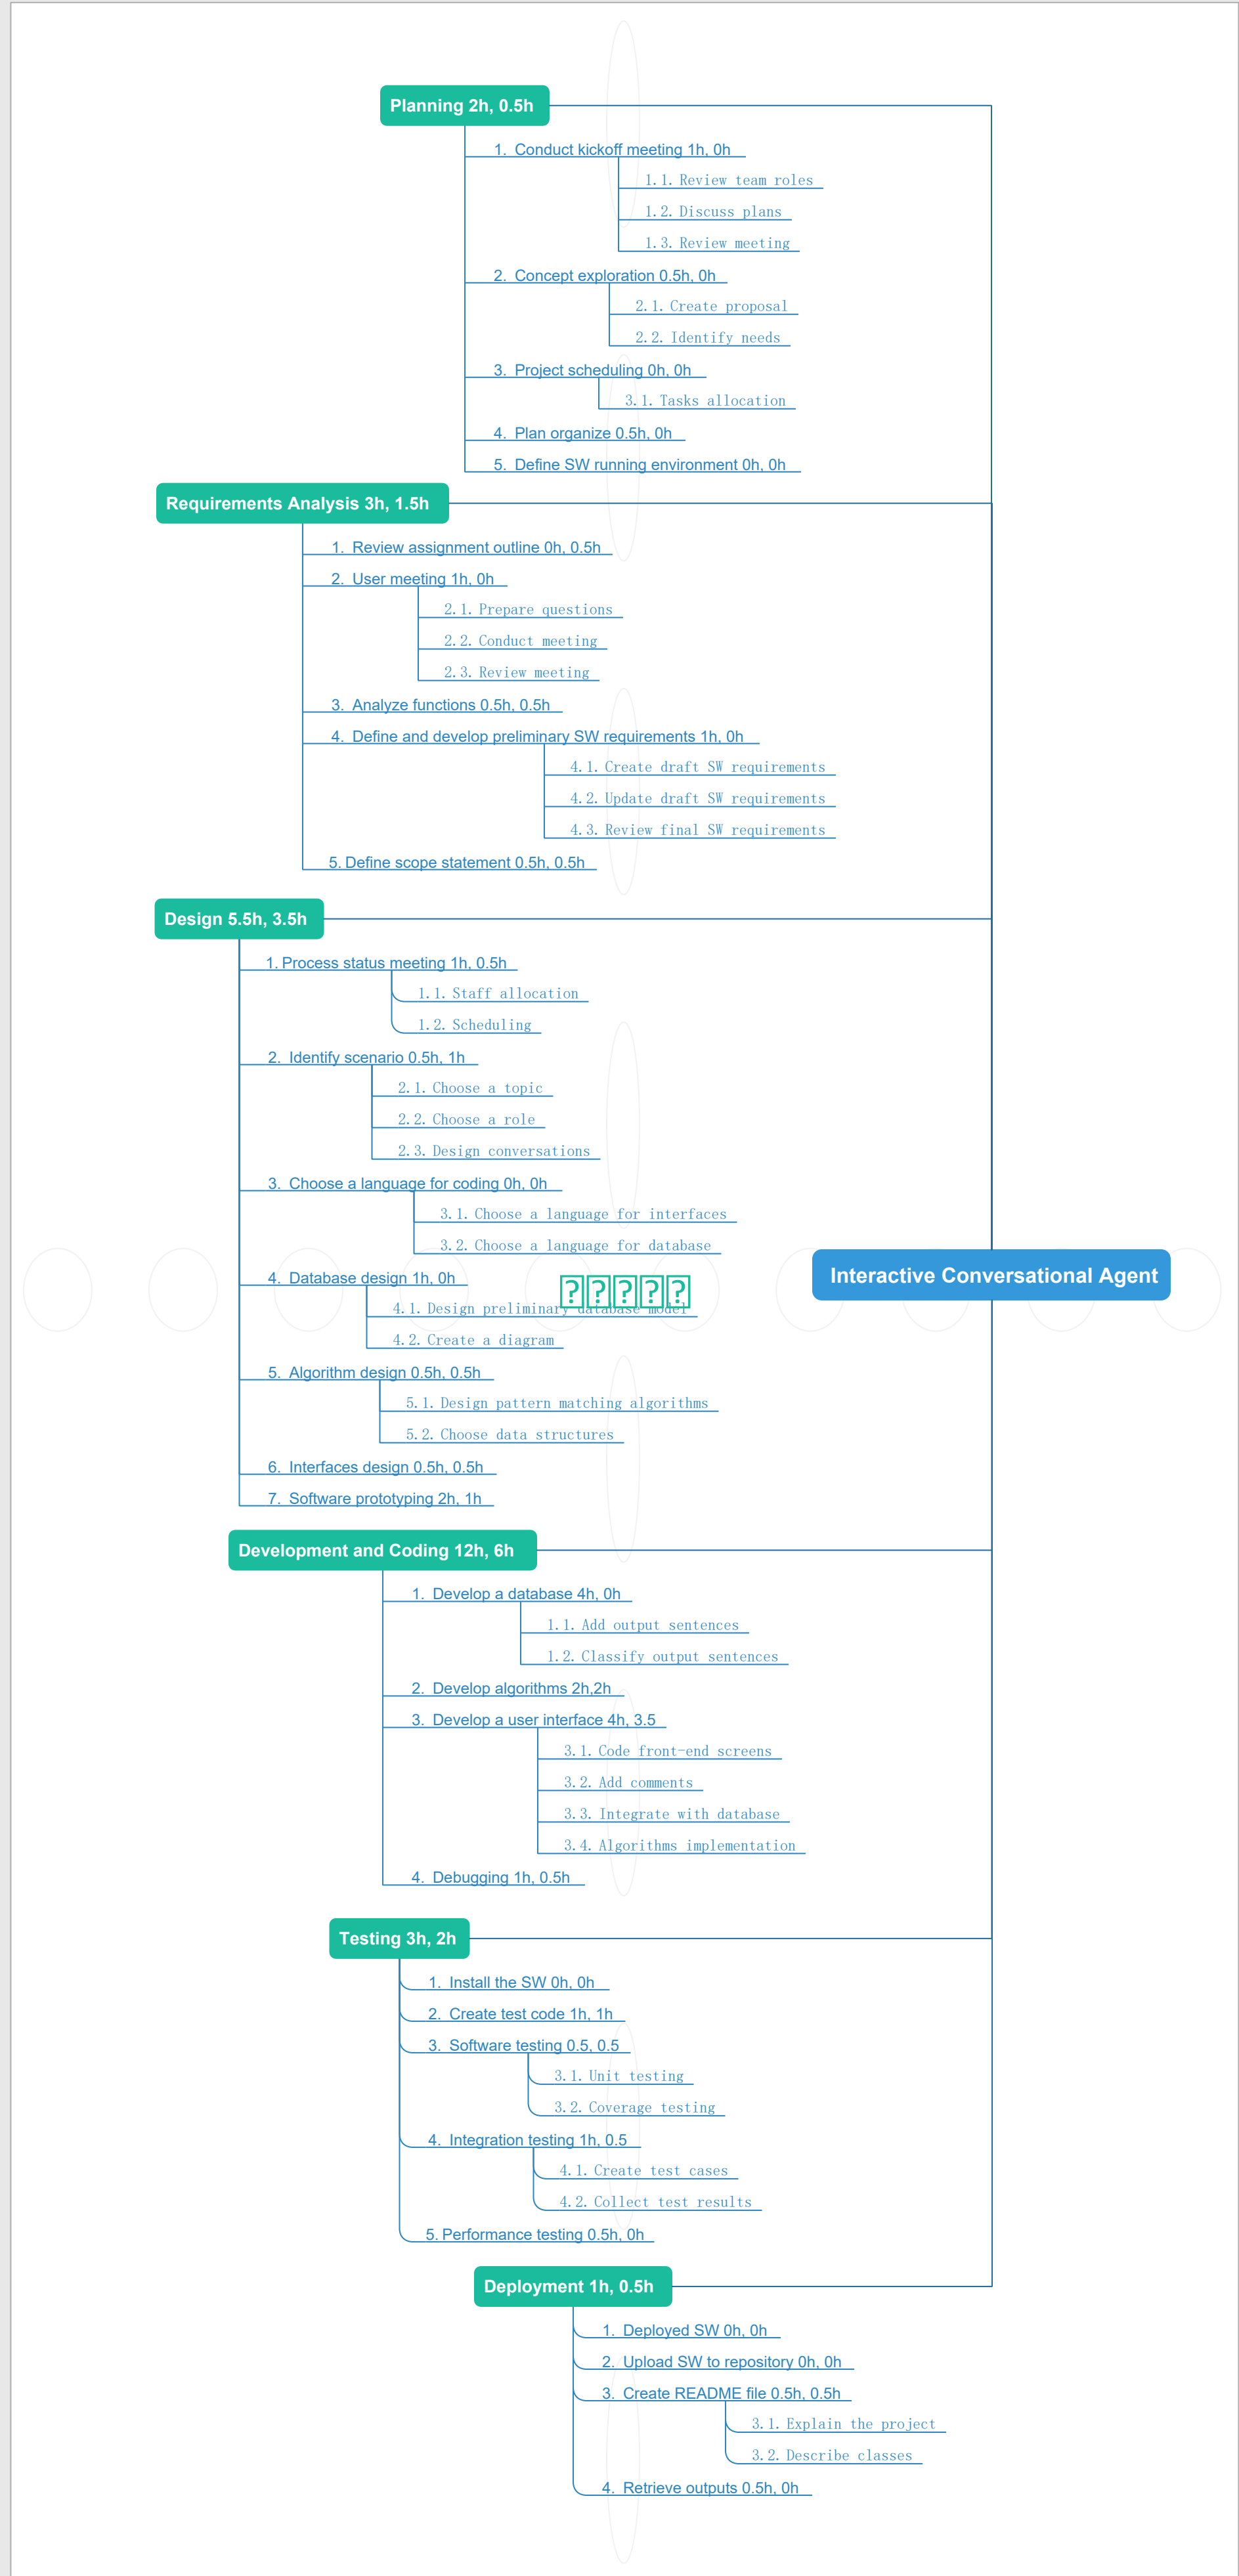 Planning 2h, 0.5h
1. Conduct kickoff meeting 1h, 0h
1.1. Review team roles
1.2. Discuss plans
1.3. Review meeting
2. Concept exploration 0.5h, 0h
2.1. Create proposal
2.2. Identify needs
3. Project scheduling 0h, 0h
3.1. Tasks allocation
4. Plan organize 0.5h, 0h
5. Define SW running environment 0h, 0h
Requirements Analysis 3h, 1.5h
1. Review assignment outline 0h, 0.5h
2. User meeting 1h, 0h
2.1. Prepare questions
2.2. Conduct meeting
2.3. Review meeting
3. Analyze functions 0.5h, 0.5h
4. Define and develop preliminary SW requirements 1h, 0h
4.1. Create draft SW requirements
4.2. Update draft SW requirements
4.3. Review final SW requirements
5. Define scope statement 0.5h, 0.5h
Design 5.5h, 3.5h
1. Process status meeting 1h, 0.5h
1.1. Staff allocation
1.2. Scheduling
2. Identify scenario 0.5h, 1h
2.1. Choose a topic
2.2. Choose a role
2.3. Design conversations
3. Choose a language for coding 0h, 0h
3.1. Choose a language for interfaces
3.2. Choose a language for database
Interactive Conversational Agent
4. Database design 1h, 0h
4.1. Design preliminary database model
4.2. Create a diagram
5. Algorithm design 0.5h, 0.5h
5.1. Design pattern matching algorithms
5.2. Choose data structures
6. Interfaces design 0.5h, 0.5h
7. Software prototyping 2h, 1h
Development and Coding 12h, 6h
1. Develop a database 4h, 0h
1.1. Add output sentences
1.2. Classify output sentences
2. Develop algorithms 2h,2h
3. Develop a user interface 4h, 3.5
3.1. Code front-end screens
3.2. Add comments
3.3. Integrate with database
3.4. Algorithms implementation
4. Debugging 1h, 0.5h
Testing 3h, 2h
1. Install the SW 0h, 0h
2. Create test code 1h, 1h
3. Software testing 0.5, 0.5
3.1. Unit testing
3.2. Coverage testing
4. Integration testing 1h, 0.5
4.1. Create test cases
4.2. Collect test results
5. Performance testing 0.5h, 0h
Deployment 1h, 0.5h
1. Deployed SW 0h, 0h
2. Upload SW to repository 0h, 0h
3. Create README file 0.5h, 0.5h
3.1. Explain the project
3.2. Describe classes
4. Retrieve outputs 0.5h, 0h